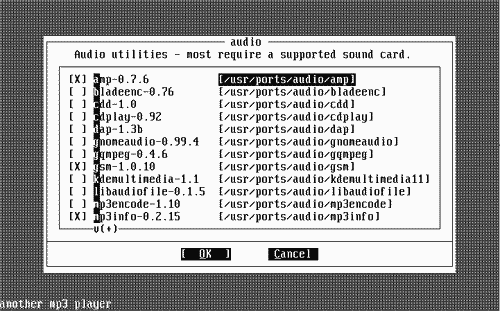 audio
Audio utilities - most require a supported sound card.
[X] amp-0.7.6 [/usr/ports/audio/amp]
[ ] bladeenc-0.76 [/usr/ports/audio/bladeenc]
[ ] cdd-1.0 [/usr/ports/audio/cdd]
[ ] cdplay-0.92 [/usr/ports/audio/cdplay]
[ ] dap-1.3b [/usr/ports/audio/dap]
[ ] gnomeaudio-0.99.4 [/usr/ports/audio/gnomeaudio]
[ ] gqmpeg-0.4.6 [/usr/ports/audio/gqmpeg]
[X] gsm-1.0.10 [/usr/ports/audio/gsm]
[ ] kdemultimedia-1.1 [/usr/ports/audio/kdemultimedia11]
[ ] libaudiofile-0.1.5 [/usr/ports/audio/libaudiofile]
[ ] mp3encode-1.10 [/usr/ports/audio/mp3encode]
[X] mp3info-0.2.15 [/usr/ports/audio/mp3info]
v(+)
[ OK ] Cancel
another mp3 player